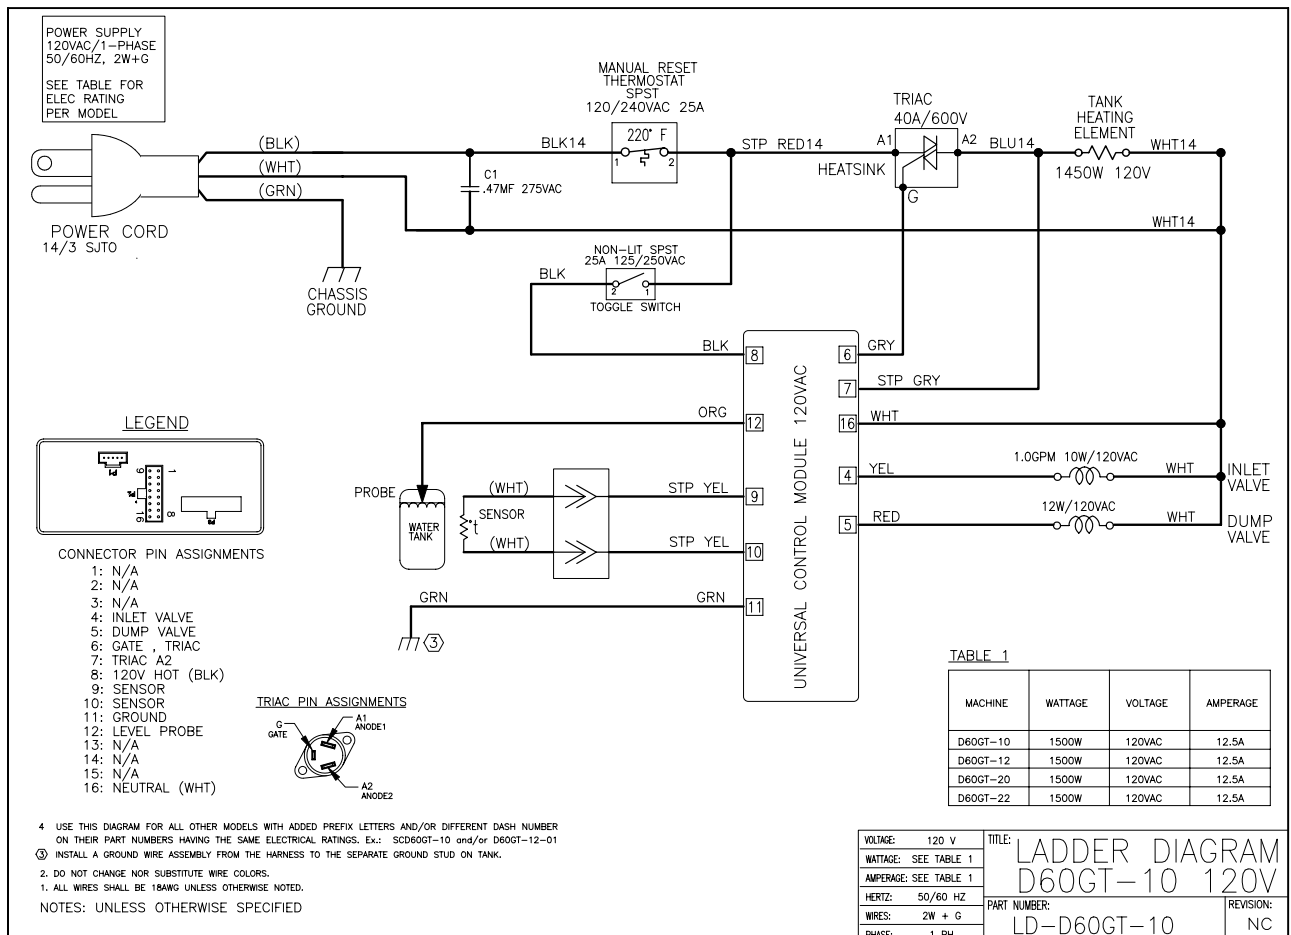 POWER SUPPLY
120VAC/1-PHASE
50/60HZ, 2W+G
SEE TABLE FOR
ELEC RATING
PER MODEL
MANUAL RESET
THERMOSTAT
SPST
120/240VAC 25A
220° F
1
2
TRIAC
40A/600V
A1
A2
G
HEATSINK
TANK
HEATING
ELEMENT
1450W 120V
(BLK)
(WHT)
(GRN)
BLK14
STP RED14
BLU14
WHT14
C1
.47MF 275VAC
WHT14
POWER CORD
14/3 SJTO
CHASSIS
GROUND
NON-LIT SPST
25A 125/250VAC
BLK
2
1
TOGGLE SWITCH
BLK
8
6
GRY
7
STP GRY
ORG
12
16
WHT
UNIVERSAL CONTROL MODULE 120VAC
1.0GPM 10W/120VAC
4
YEL
WHT
INLET
VALVE
12W/120VAC
5
RED
WHT
DUMP
VALVE
PROBE
WATER
TANK
(WHT)
STP YEL
9
SENSOR
°t
(WHT)
STP YEL
10
GRN
GRN
11
3
LEGEND
P1
9
1
16
8
CONNECTOR PIN ASSIGNMENTS
1: N/A
2: N/A
3: N/A
4: INLET VALVE
5: DUMP VALVE
6: GATE , TRIAC
7: TRIAC A2
8: 120V HOT (BLK)
9: SENSOR
10: SENSOR
11: GROUND
12: LEVEL PROBE
13: N/A
14: N/A
15: N/A
16: NEUTRAL (WHT)
TRIAC PIN ASSIGNMENTS
G
GATE
A1
ANODE1
A2
ANODE2
TABLE 1
MACHINE WATTAGE VOLTAGE AMPERAGE
D60GT-10 1500W 120VAC 12.5A
D60GT-12 1500W 120VAC 12.5A
D60GT-20 1500W 120VAC 12.5A
D60GT-22 1500W 120VAC 12.5A
4 USE THIS DIAGRAM FOR ALL OTHER MODELS WITH ADDED PREFIX LETTERS AND/OR DIFFERENT DASH NUMBER
ON THEIR PART NUMBERS HAVING THE SAME ELECTRICAL RATINGS. Ex.: SCD60GT-10 and/or D60GT-12-01
3 INSTALL A GROUND WIRE ASSEMBLY FROM THE HARNESS TO THE SEPARATE GROUND STUD ON TANK.
2. DO NOT CHANGE NOR SUBSTITUTE WIRE COLORS.
1. ALL WIRES SHALL BE 18AWG UNLESS OTHERWISE NOTED.
NOTES: UNLESS OTHERWISE SPECIFIED
VOLTAGE: 120 V
WATTAGE: SEE TABLE 1
AMPERAGE: SEE TABLE 1
HERTZ: 50/60 HZ
WIRES: 2W + G
PHASE: 1 PH
TITLE:
LADDER DIAGRAM
D60GT-10 120V
PART NUMBER:
LD-D60GT-10
REVISION:
NC